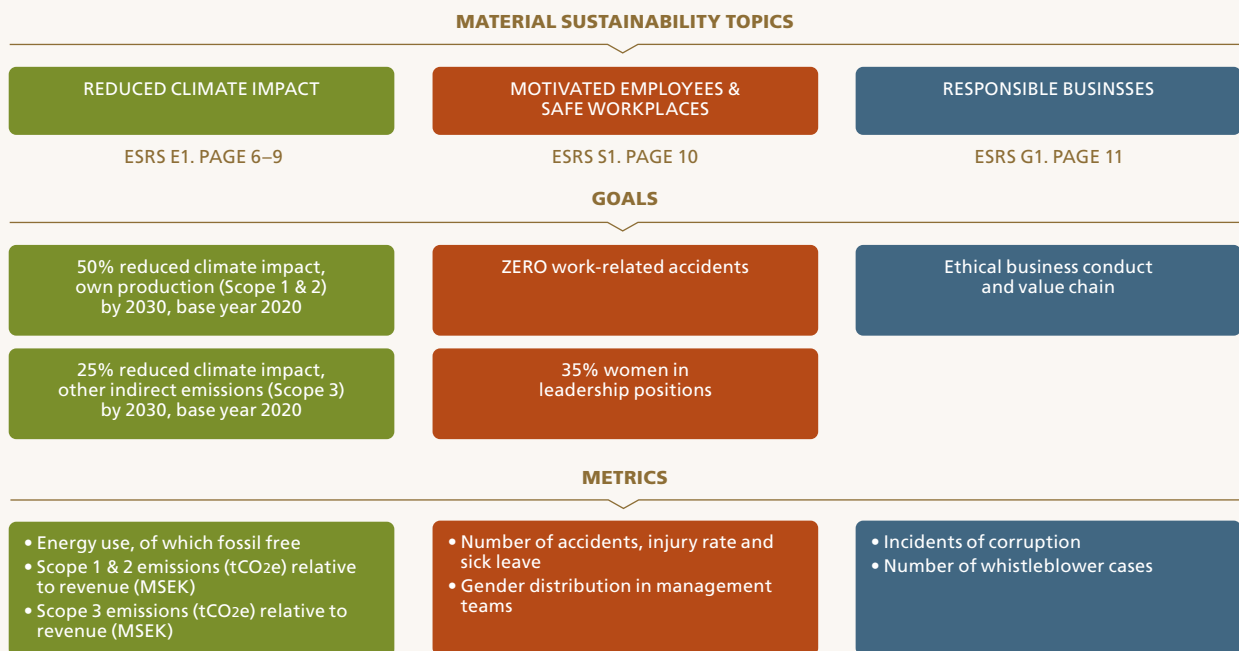 MATERIAL SUSTAINABILITY TOPICS
REDUCED CLIMATE IMPACT
MOTIVATED EMPLOYEES &
SAFE WORKPLACES
RESPONSIBLE BUSINSSES
ESRS E1. PAGE 6–9
ESRS S1. PAGE 10
ESRS G1. PAGE 11
GOALS
50% reduced climate impact,
own production (Scope 1 & 2)
by 2030, base year 2020
ZERO work-related accidents
Ethical business conduct
and value chain
25% reduced climate impact,
other indirect emissions (Scope 3)
by 2030, base year 2020
35% women in
leadership positions
METRICS
• Energy use, of which fossil free
• Scope 1 & 2 emissions (tCO2e) relative
to revenue (MSEK)
• Scope 3 emissions (tCO2e) relative to
revenue (MSEK)
• Number of accidents, injury rate and
sick leave
• Gender distribution in management
teams
• Incidents of corruption
• Number of whistleblower cases